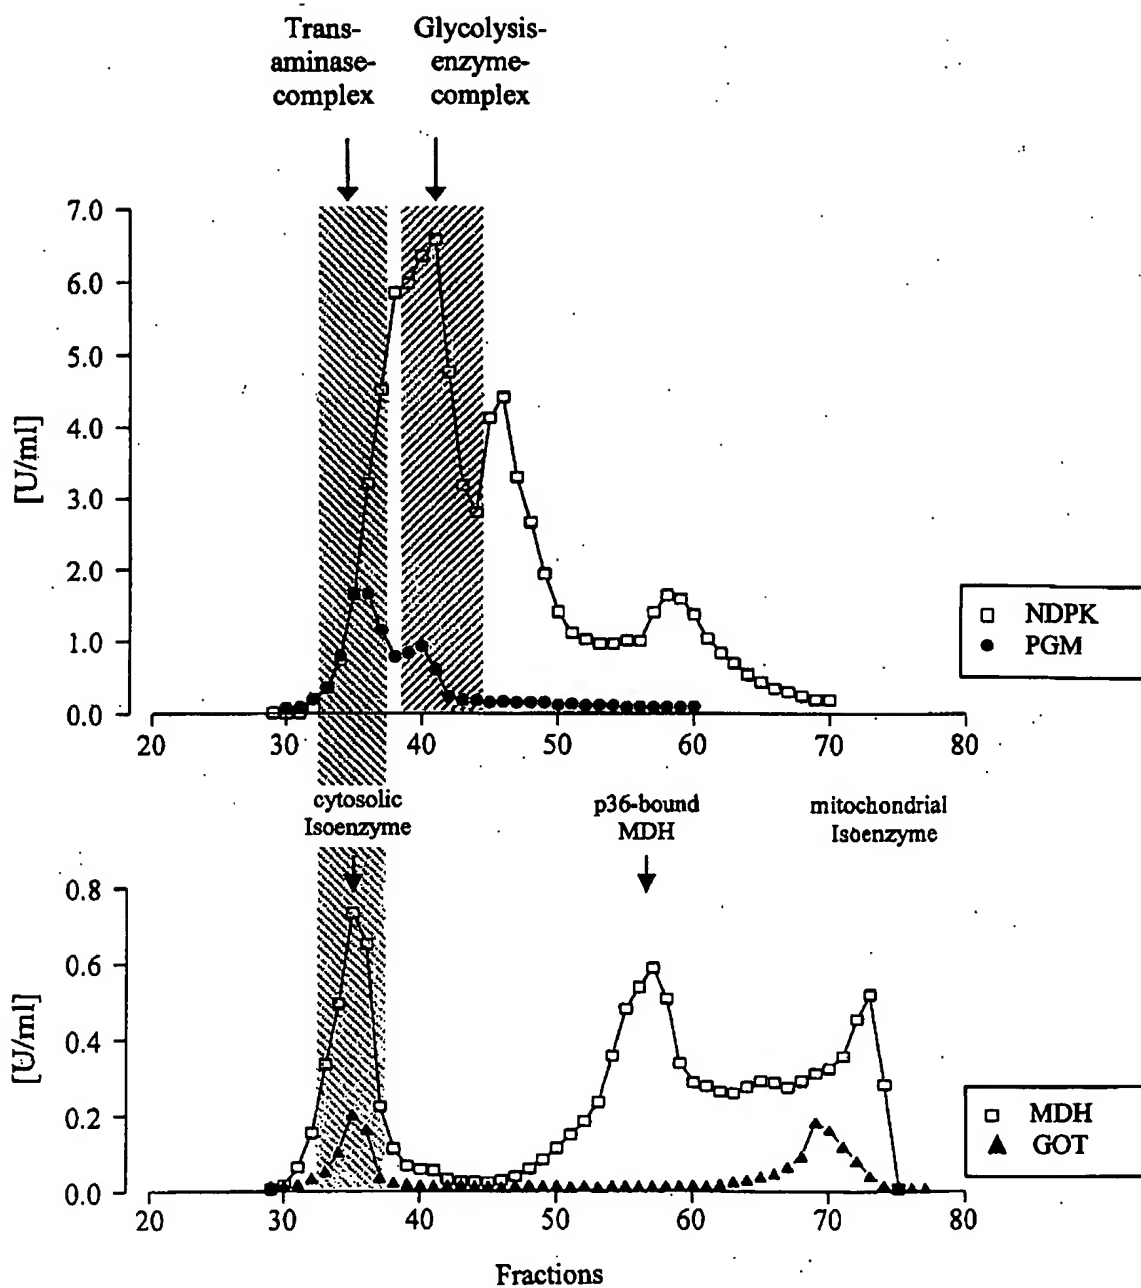 Trans-
aminase-
complex
Glycolysis-
enzyme-
complex
7.0
6.0
5.0
4.0
3.0
2.0
1.0
0.0
[U/ml]
20 30 40 50 60 70 80
NDPK
PGM
cytosolic
Isoenzyme
p36-bound
MDH
mitochondrial
Isoenzyme
0.8
0.6
0.4
0.2
0.0
[U/ml]
20 30 40 50 60 70 80
MDH
GOT
Fractions